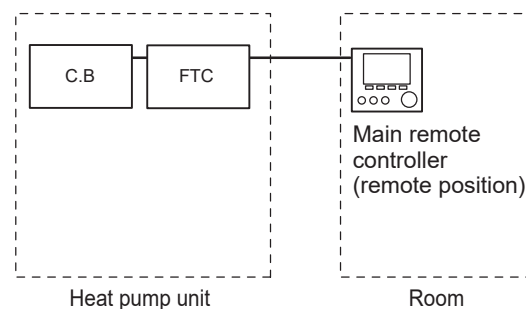 C.B
FTC
Main remote
controller
(remote position)
Heat pump unit
Room